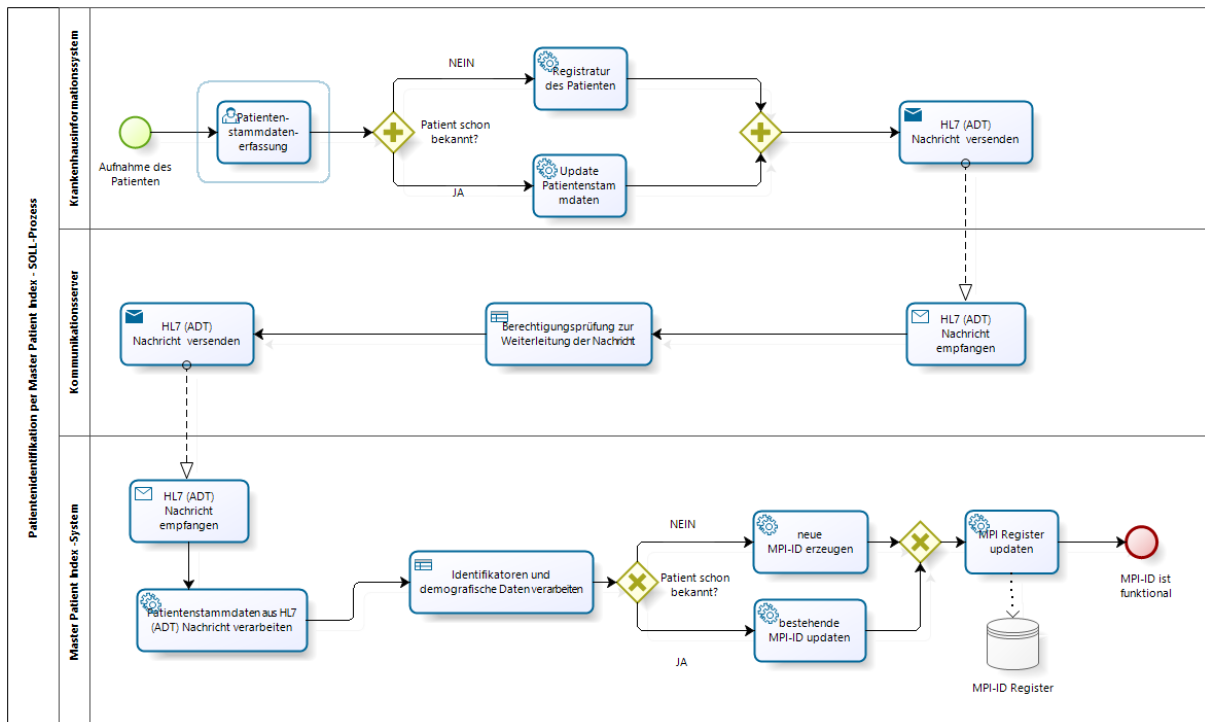 Patientenidentifikation per Master Patient Index - SOLL-Prozess
Krankenhausinformationssystem
Aufnahme des
Patienten
Patienten-
stammdaten-
erfassung
Patient schon
bekannt?
NEIN
JA
Registratur
des Patienten
Update
Patientenstam
mdaten
HL7 (ADT)
Nachricht versenden
Kommunikationsserver
HL7 (ADT)
Nachricht versenden
Berechtigungsprüfung zur
Weiterleitung der Nachricht
HL7 (ADT)
Nachricht
empfangen
Master Patient Index -System
HL7 (ADT)
Nachricht
empfangen
Patientenstammdaten aus HL7
(ADT) Nachricht verarbeiten
Identifikatoren und
demografische Daten verarbeiten
Patient schon
bekannt?
NEIN
JA
neue
MPI-ID erzeugen
bestehende
MPI-ID updaten
MPI Register
updaten
MPI-ID ist
funktional
MPI-ID Register